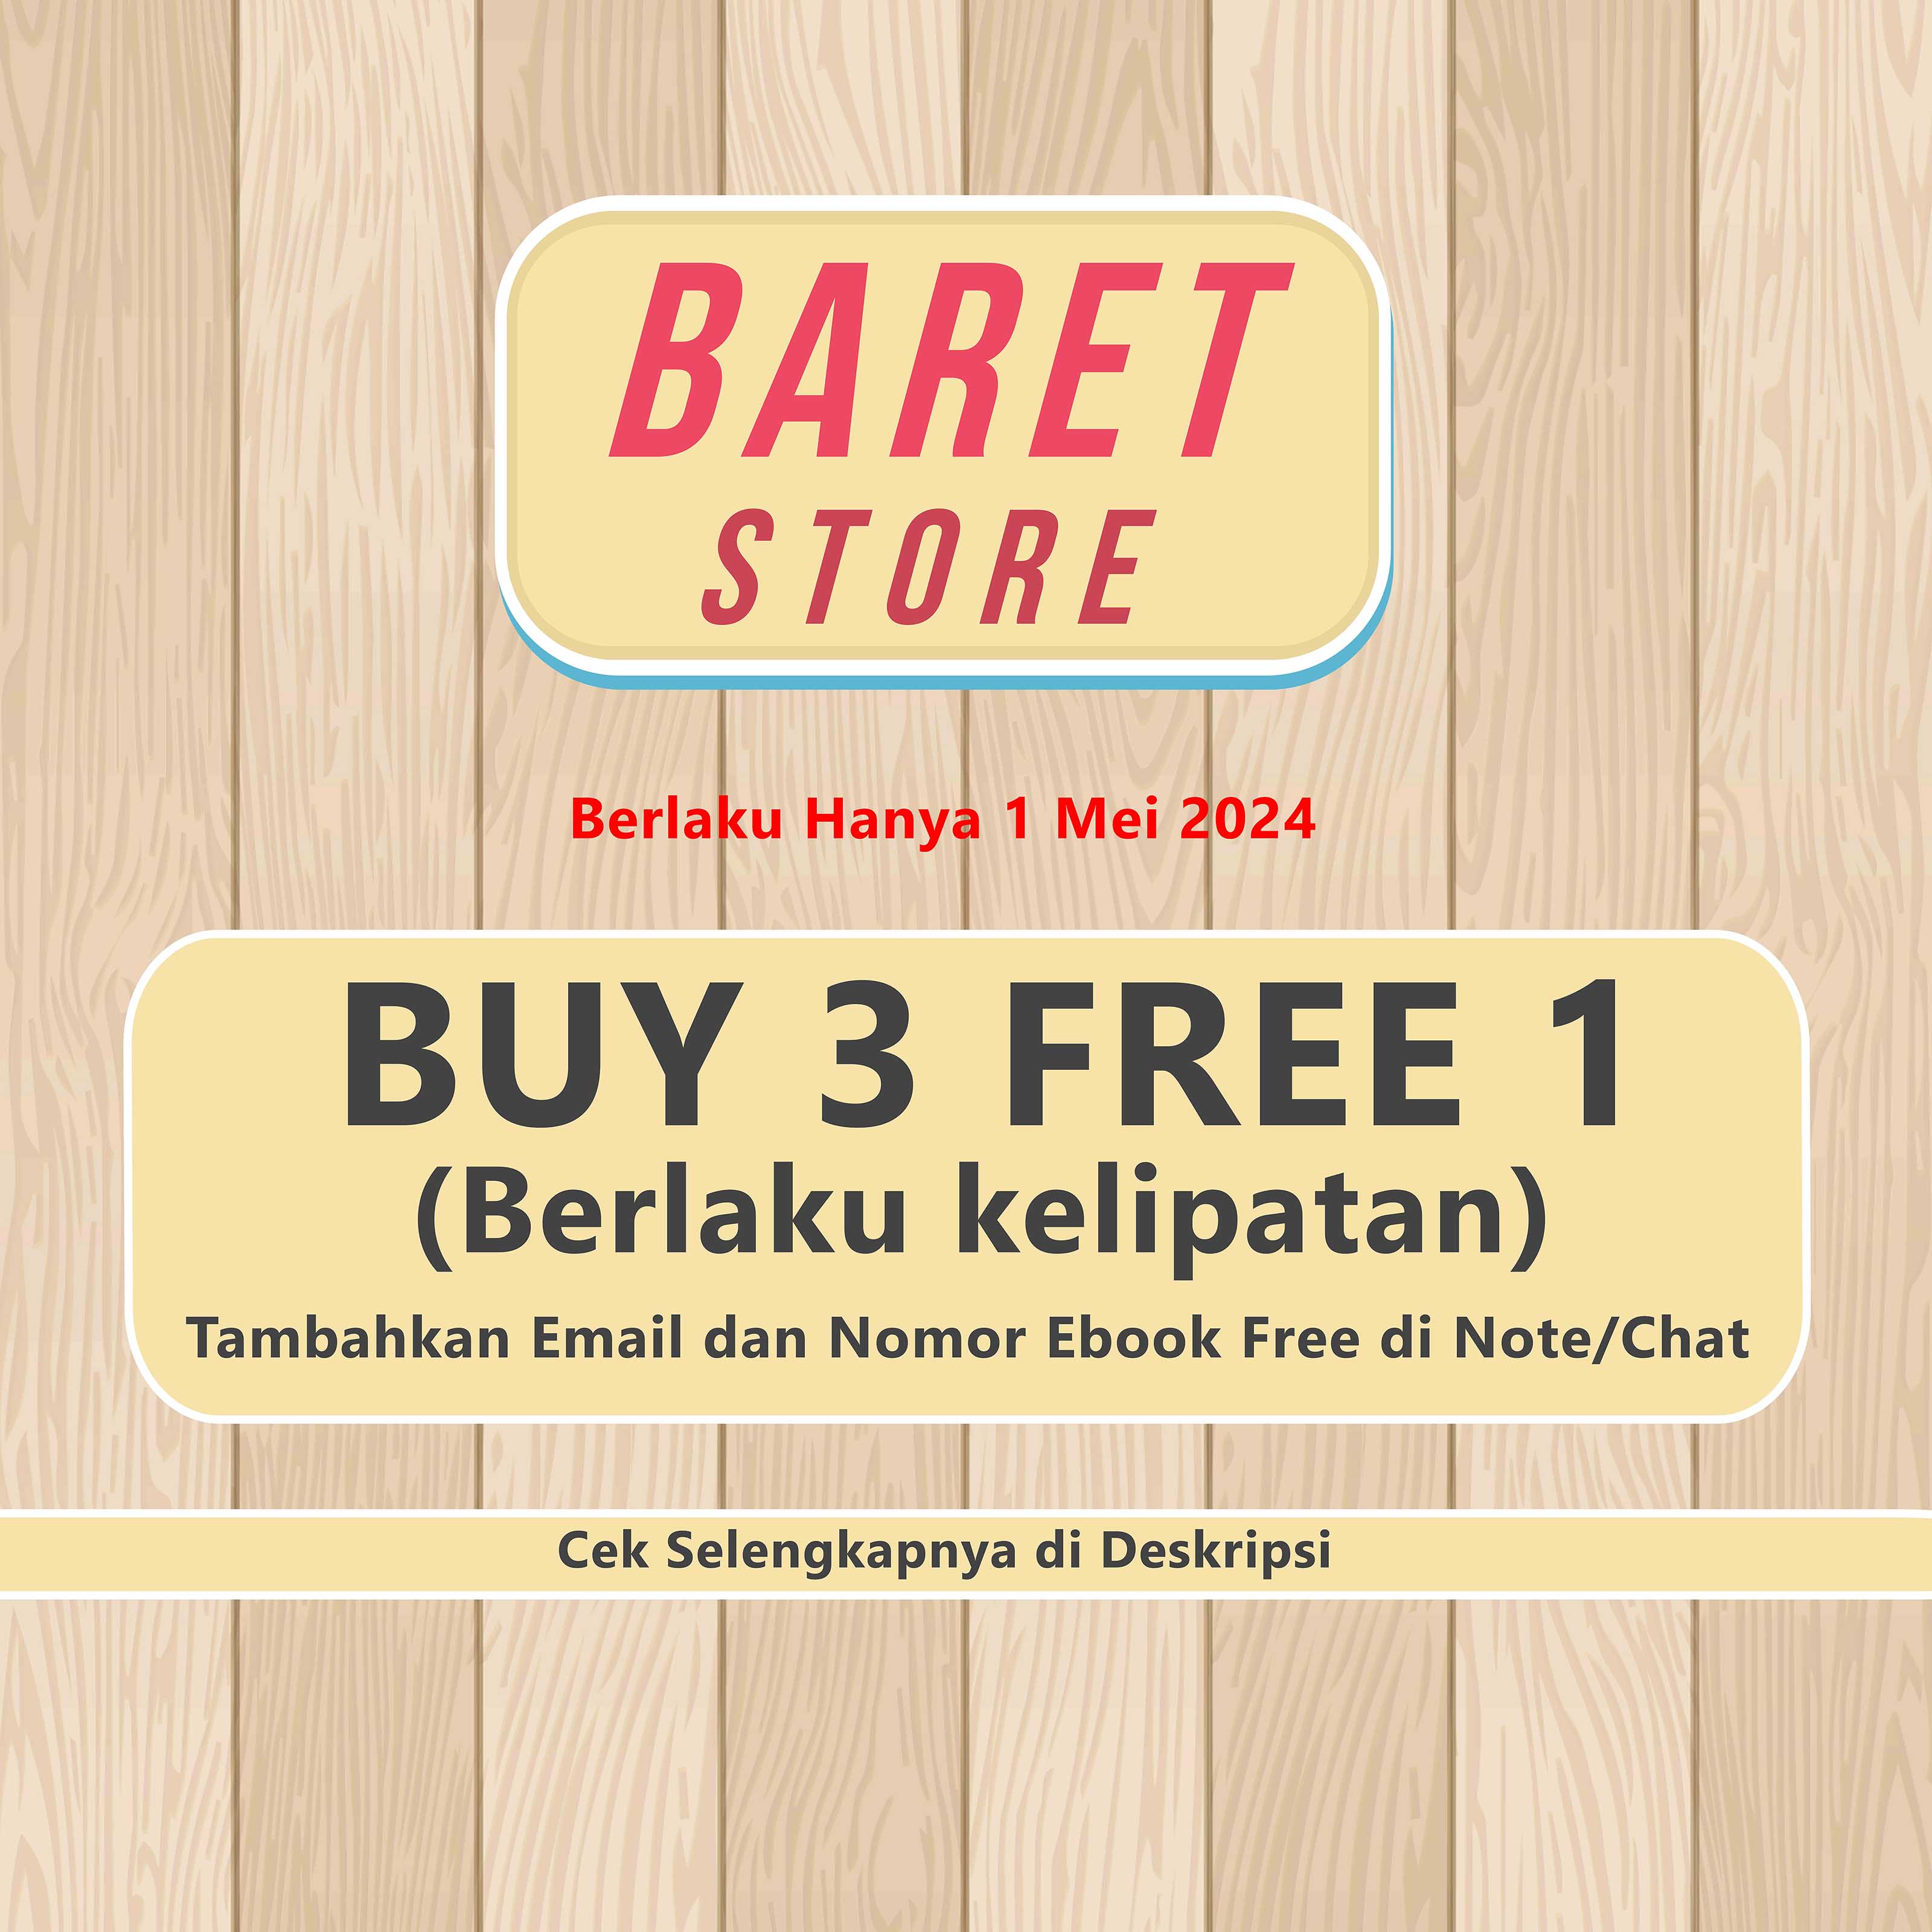 BARET
STORE
Berlaku Hanya 1 Mei 2024
BUY 3 FREE 1
(Berlaku kelipatan)
Tambahkan Email dan Nomor Ebook Free di Note/Chat
Cek Selengkapnya di Deskripsi